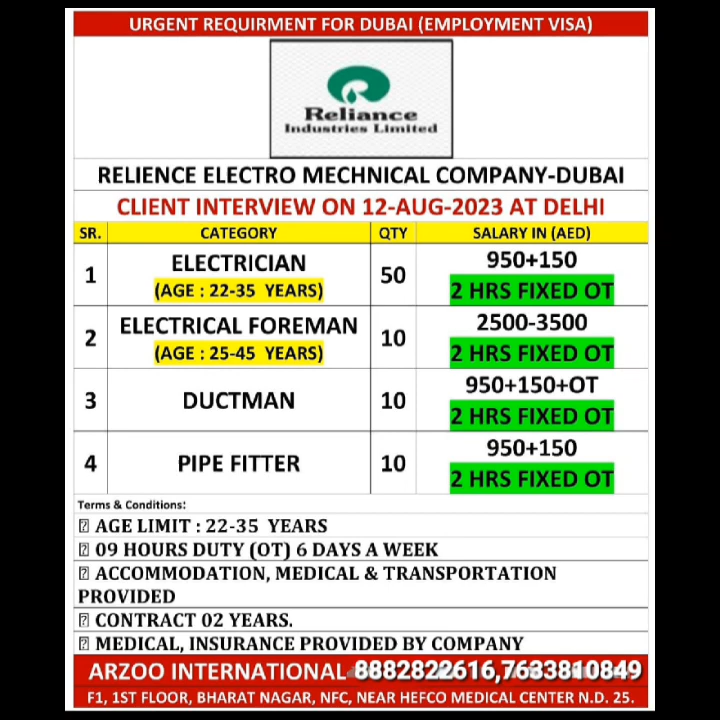 URGENT REQUIRMENT FOR DUBAI (EMPLOYMENT VISA)
Reliance
Industries Limited
RELIENCE ELECTRO MECHNICAL COMPANY-DUBAI
CLIENT INTERVIEW ON 12-AUG-2023 AT DELHI
SR. CATEGORY QTY SALARY IN (AED)
1 ELECTRICIAN (AGE : 22-35 YEARS) 50 950+150 2 HRS FIXED OT
2 ELECTRICAL FOREMAN (AGE : 25-45 YEARS) 10 2500-3500 2 HRS FIXED OT
3 DUCTMAN 10 950+150+OT 2 HRS FIXED OT
4 PIPE FITTER 10 950+150 2 HRS FIXED OT
Terms & Conditions:
AGE LIMIT : 22-35 YEARS
09 HOURS DUTY (OT) 6 DAYS A WEEK
ACCOMMODATION, MEDICAL & TRANSPORTATION
PROVIDED
CONTRACT 02 YEARS.
MEDICAL, INSURANCE PROVIDED BY COMPANY
ARZOO INTERNATIONAL 8882822616,7633810849
F1, 1ST FLOOR, BHARAT NAGAR, NFC, NEAR HEFCO MEDICAL CENTER N.D. 25.